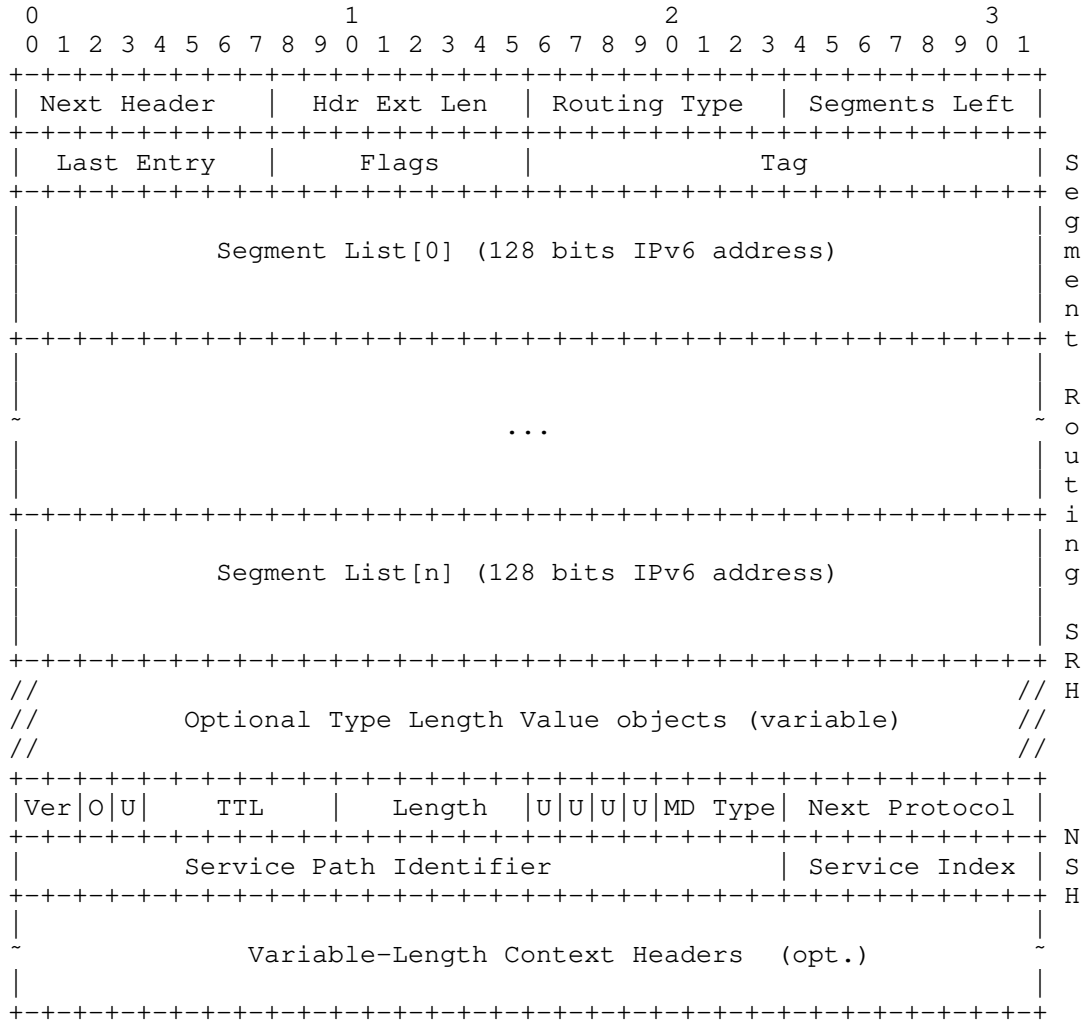 0                   1                   2                   3
 0 1 2 3 4 5 6 7 8 9 0 1 2 3 4 5 6 7 8 9 0 1 2 3 4 5 6 7 8 9 0 1
+-+-+-+-+-+-+-+-+-+-+-+-+-+-+-+-+-+-+-+-+-+-+-+-+-+-+-+-+-+-+-+-+
| Next Header   |  Hdr Ext Len  | Routing Type  | Segments Left |
+-+-+-+-+-+-+-+-+-+-+-+-+-+-+-+-+-+-+-+-+-+-+-+-+-+-+-+-+-+-+-+-+
|  Last Entry   |     Flags     |              Tag              | S
+-+-+-+-+-+-+-+-+-+-+-+-+-+-+-+-+-+-+-+-+-+-+-+-+-+-+-+-+-+-+-+-+ e
|                                                               | g
|            Segment List[0] (128 bits IPv6 address)            | m
|                                                               | e
|                                                               | n
+-+-+-+-+-+-+-+-+-+-+-+-+-+-+-+-+-+-+-+-+-+-+-+-+-+-+-+-+-+-+-+-+ t
|                                                               |
|                                                               | R
~                              ...                              ~ o
|                                                               | u
|                                                               | t
+-+-+-+-+-+-+-+-+-+-+-+-+-+-+-+-+-+-+-+-+-+-+-+-+-+-+-+-+-+-+-+-+ i
|                                                               | n
|            Segment List[n] (128 bits IPv6 address)            | g
|                                                               |
|                                                               | S
+-+-+-+-+-+-+-+-+-+-+-+-+-+-+-+-+-+-+-+-+-+-+-+-+-+-+-+-+-+-+-+-+ R
//                                                             // H
//         Optional Type Length Value objects (variable)       //
//                                                             //
+-+-+-+-+-+-+-+-+-+-+-+-+-+-+-+-+-+-+-+-+-+-+-+-+-+-+-+-+-+-+-+-+
|Ver|O|U|    TTL    |   Length  |U|U|U|U|MD Type| Next Protocol |
+-+-+-+-+-+-+-+-+-+-+-+-+-+-+-+-+-+-+-+-+-+-+-+-+-+-+-+-+-+-+-+-+ N
|          Service Path Identifier              | Service Index | S
+-+-+-+-+-+-+-+-+-+-+-+-+-+-+-+-+-+-+-+-+-+-+-+-+-+-+-+-+-+-+-+-+ H
|                                                               |
~              Variable-Length Context Headers  (opt.)          ~
|                                                               |
+-+-+-+-+-+-+-+-+-+-+-+-+-+-+-+-+-+-+-+-+-+-+-+-+-+-+-+-+-+-+-+-+